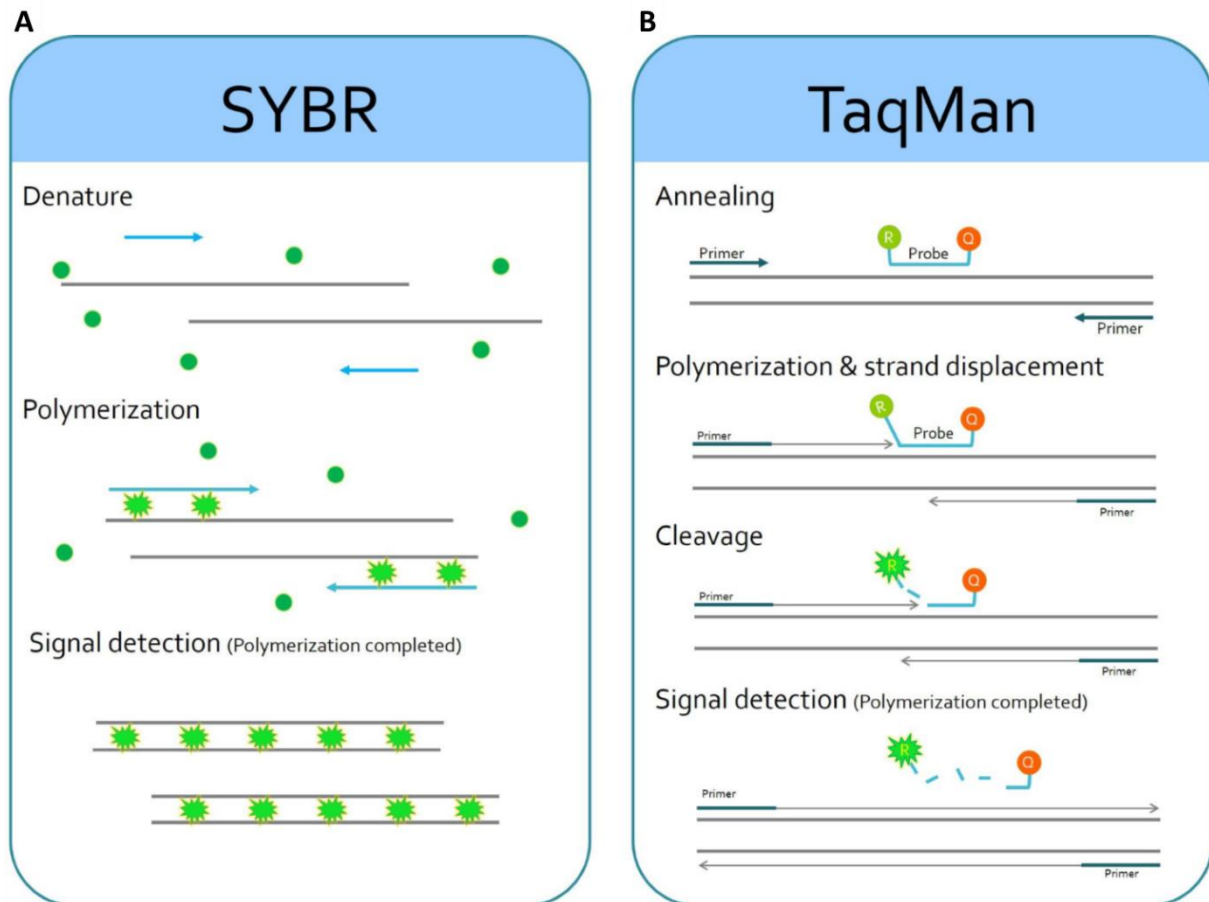 A
SYBR
Denature
Polymerization
Signal detection (Polymerization completed)
B
TaqMan
Annealing
Primer
R
Probe
Q
Primer
Polymerization & strand displacement
Primer
R
Probe
Q
Primer
Cleavage
Primer
R
Q
Primer
Signal detection (Polymerization completed)
Primer
R
Q
Primer